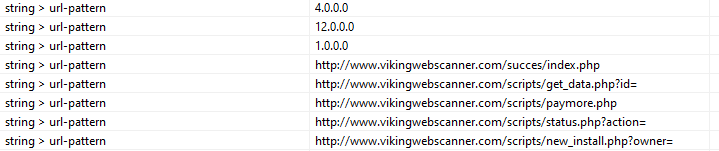 string > url-pattern 4.0.0.0
string > url-pattern 12.0.0.0
string > url-pattern 1.0.0.0
string > url-pattern http://www.vikingwebscanner.com/succes/index.php
string > url-pattern http://www.vikingwebscanner.com/scripts/get_data.php?id=
string > url-pattern http://www.vikingwebscanner.com/scripts/paymore.php
string > url-pattern http://www.vikingwebscanner.com/scripts/status.php?action=
string > url-pattern http://www.vikingwebscanner.com/scripts/new_install.php?owner=